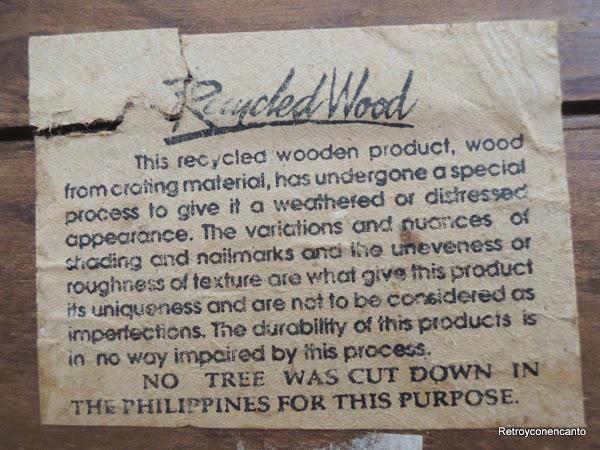 Recycled Wood
This recycled wooden product, wood
from crating material, has undergone a special
process to give it a weathered or distressed
appearance. The variations and nuances of
shading and nailmarks and the uneveness or
roughness of texture are what give this product
its uniqueness and are not to be considered as
imperfections. The durability of this products is
in no way impaired by this process.
NO TREE WAS CUT DOWN IN
THE PHILIPPINES FOR THIS PURPOSE.
Retroyconencanto